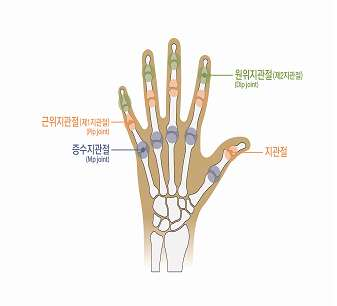 원위지관절(제2지관절)
(Dip joint)
근위지관절(제1지관절)
(Pip joint)
중수지관절
(Mp joint)
지관절